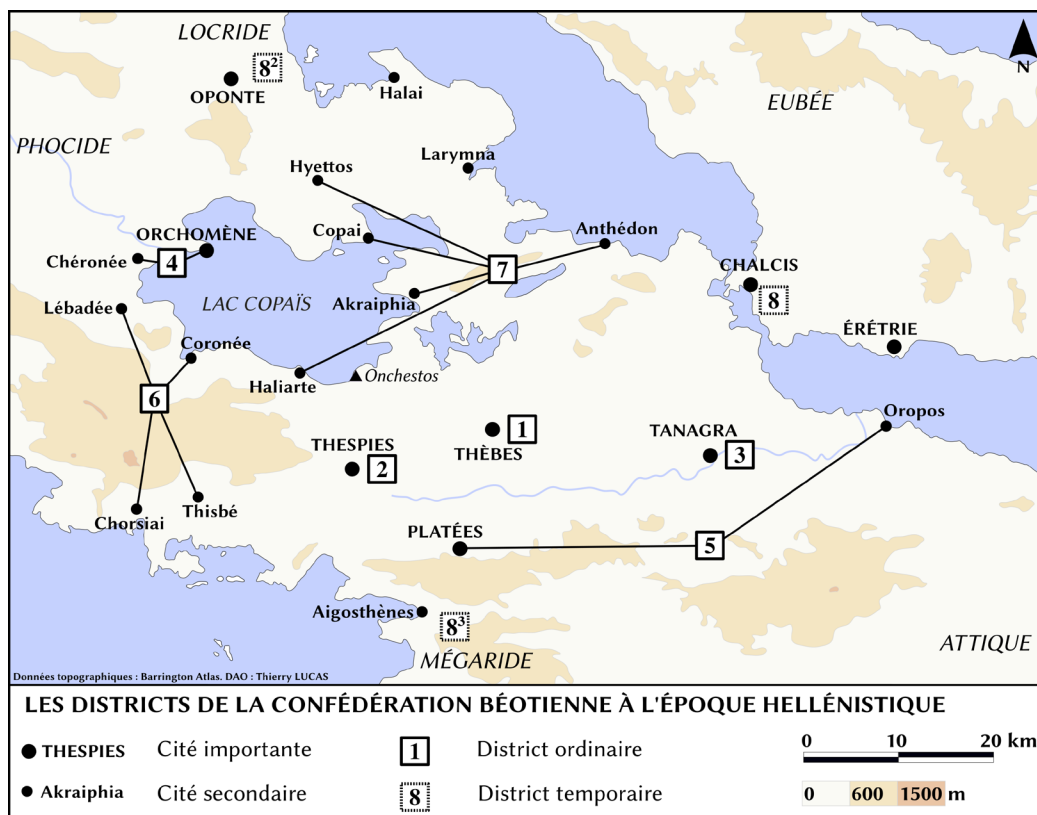 LOCRIDE
8²
OPONTE
Halai
EUBÉE
N
PHOCIDE
Larymna
Hyettos
Copai
Anthédon
ORCHOMÈNE
Chéronée
4
7
CHALCIS
8
LAC COPAÏS
Akraiphia
Lébadée
Coronée
ÉRÉTRIE
Haliarte
Onchestos
6
Oropos
THESPIES
2
THÈBES
1
TANAGRA
3
Chorsiai
Thisbé
PLATÉES
5
Aigosthènes
8³
MÉGARIDE
ATTIQUE
Données topographiques : Barrington Atlas. DAO : Thierry LUCAS
LES DISTRICTS DE LA CONFÉDÉRATION BÉOTIENNE À L'ÉPOQUE HELLÉNISTIQUE
THESPIES Cité importante 1 District ordinaire 0 10 20 km
Akraiphia Cité secondaire 8 District temporaire 0 600 1500 m